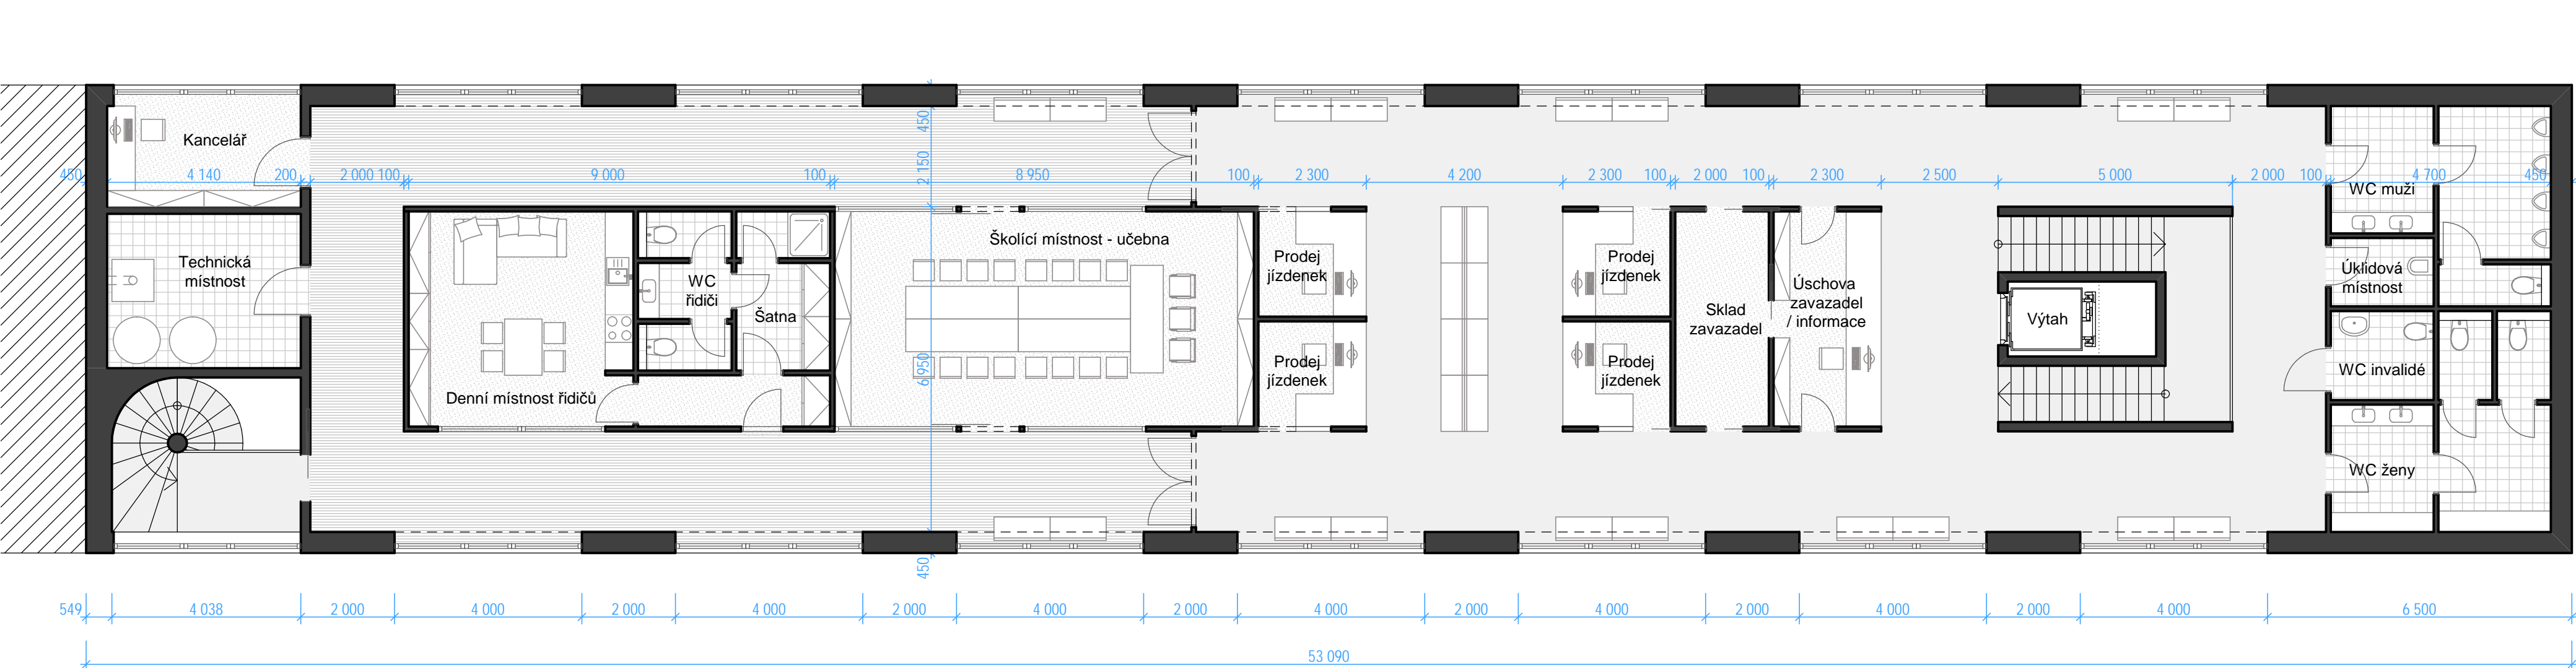 450
Kancelář
450
4 140
200
2 000
100
9 000
100
2 150
8 950
100
2 300
4 200
2 300
100
2 000
100
2 300
2 500
5 000
2 000
100
4 700
450
WC muži
Školící místnost - učebna
Technická
místnost
WC
řidiči
Šatna
Prodej
jízdenek
Prodej
jízdenek
Sklad
zavazadel
Úschova
zavazadel
/ informace
Výtah
Úklidová
místnost
6 950
Denní místnost řidičů
Prodej
jízdenek
Prodej
jízdenek
WC invalidé
WC ženy
450
549
4 038
2 000
4 000
2 000
4 000
2 000
4 000
2 000
4 000
2 000
4 000
2 000
4 000
2 000
4 000
6 500
53 090